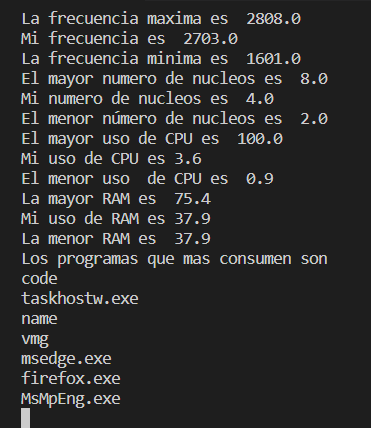 La frecuencia maxima es  2808.0
Mi frecuencia es  2703.0
La frecuencia minima es  1601.0
El mayor numero de nucleos es  8.0
Mi numero de nucleos es  4.0
El menor número de nucleos es  2.0
El mayor uso de CPU es  100.0
Mi uso de CPU es 3.6
El menor uso  de CPU es  0.9
La mayor RAM es  75.4
Mi uso de RAM es 37.9
La menor RAM es  37.9
Los programas que mas consumen son
code
taskhostw.exe
name
vmg
msedge.exe
firefox.exe
MsMpEng.exe